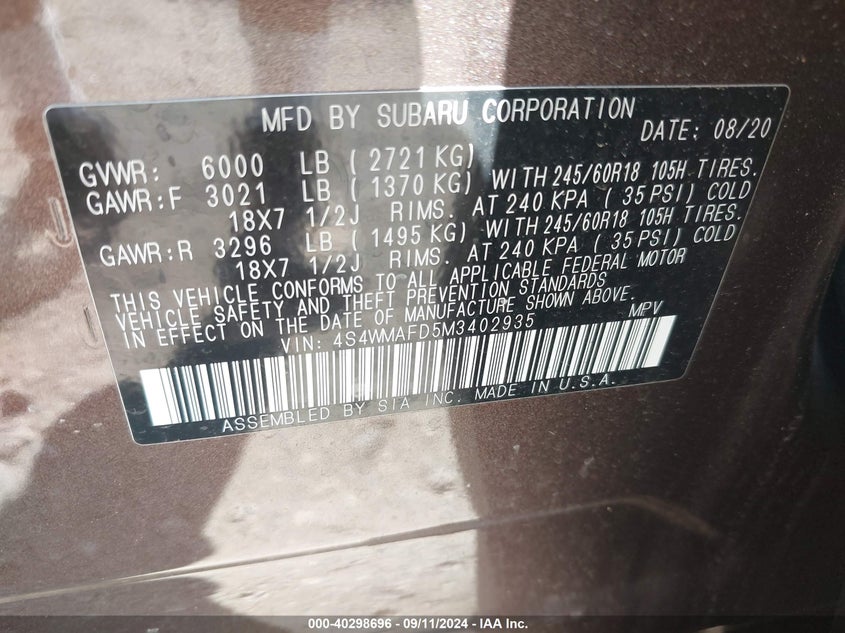 MFD BY SUBARU CORPORATION DATE: 08/20
GVWR: 6000 LB ( 2721 KG)
GAWR:F 3021 LB ( 1370 KG) WITH 245/60R18 105H TIRES.
18X7 1/2J RIMS. AT 240 KPA ( 35 PSI) COLD
GAWR:R 3296 LB ( 1495 KG) WITH 245/60R18 105H TIRES.
18X7 1/2J RIMS. AT 240 KPA ( 35 PSI) COLD
THIS VEHICLE CONFORMS TO ALL APPLICABLE FEDERAL MOTOR
VEHICLE SAFETY AND THEFT PREVENTION STANDARDS
IN EFFECT ON THE DATE OF MANUFACTURE SHOWN ABOVE.
VIN: 4S4WMAFD5M3402935 MPV
ASSEMBLED BY SIA INC. MADE IN U.S.A.
000-40298696 - 09/11/2024 - IAA Inc.